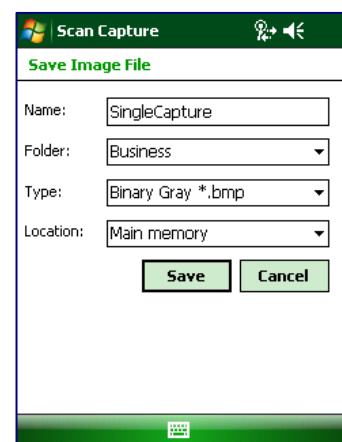 Scan Capture
Save Image File
Name: SingleCapture
Folder: Business
Type: Binary Gray *.bmp
Location: Main memory
Save Cancel